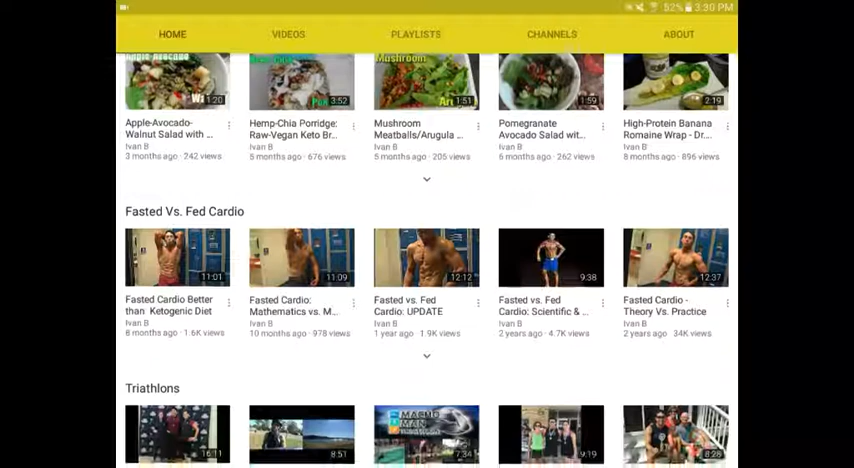 52% 3:30 PM
HOME VIDEOS PLAYLISTS CHANNELS ABOUT
Mushroom
1:20 3:52 1:51 1:59 2:19
Apple-Avocado- Hemp-Chia Porridge: Mushroom Pomegranate High-Protein Banana
Walnut Salad with ... Raw-Vegan Keto Br... Meatballs/Arugula ... Avocado Salad wit... Romaine Wrap - Dr...
Ivan B Ivan B Ivan B Ivan B Ivan B
3 months ago · 242 views 5 months ago · 676 views 5 months ago · 205 views 6 months ago · 262 views 8 months ago · 896 views
Fasted Vs. Fed Cardio
11:01 11:09 12:12 9:38 12:37
Fasted Cardio Better Fasted Cardio: Fasted vs. Fed Fasted vs. Fed Fasted Cardio -
than Ketogenic Diet Mathematics vs. M... Cardio: UPDATE Cardio: Scientific & ... Theory Vs. Practice
Ivan B Ivan B Ivan B Ivan B Ivan B
8 months ago · 1.6K views 10 months ago · 978 views 1 year ago · 1.9K views 2 years ago · 4.7K views 2 years ago · 34K views
Triathlons
MACHO
MAN
16:11 8:51 7:34 9:19 8:28